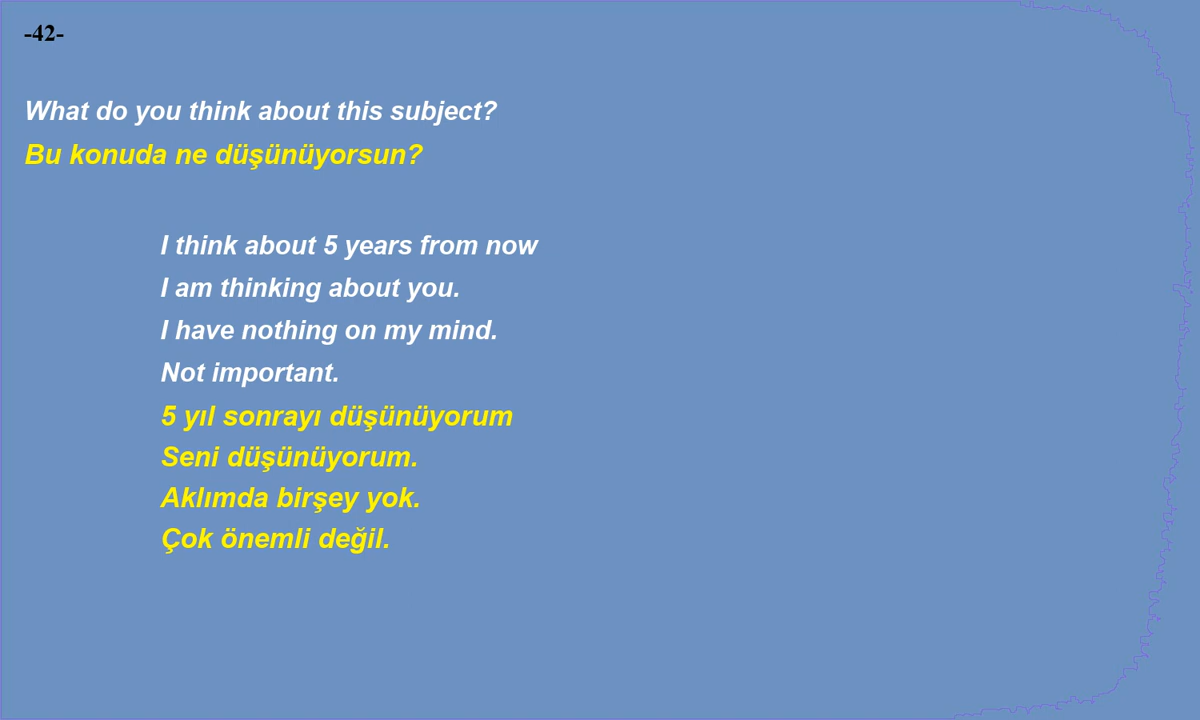 -42-
What do you think about this subject?
Bu konuda ne düşünüyorsun?
I think about 5 years from now
I am thinking about you.
I have nothing on my mind.
Not important.
5 yıl sonrayı düşünüyorum
Seni düşünüyorum.
Aklımda birşey yok.
Çok önemli değil.